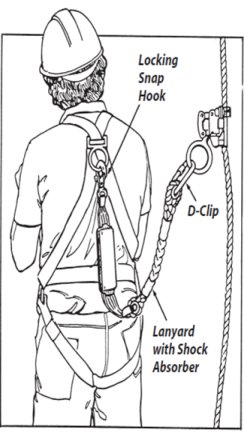 Locking
Snap
Hook
D-Clip
Lanyard
with Shock
Absorber